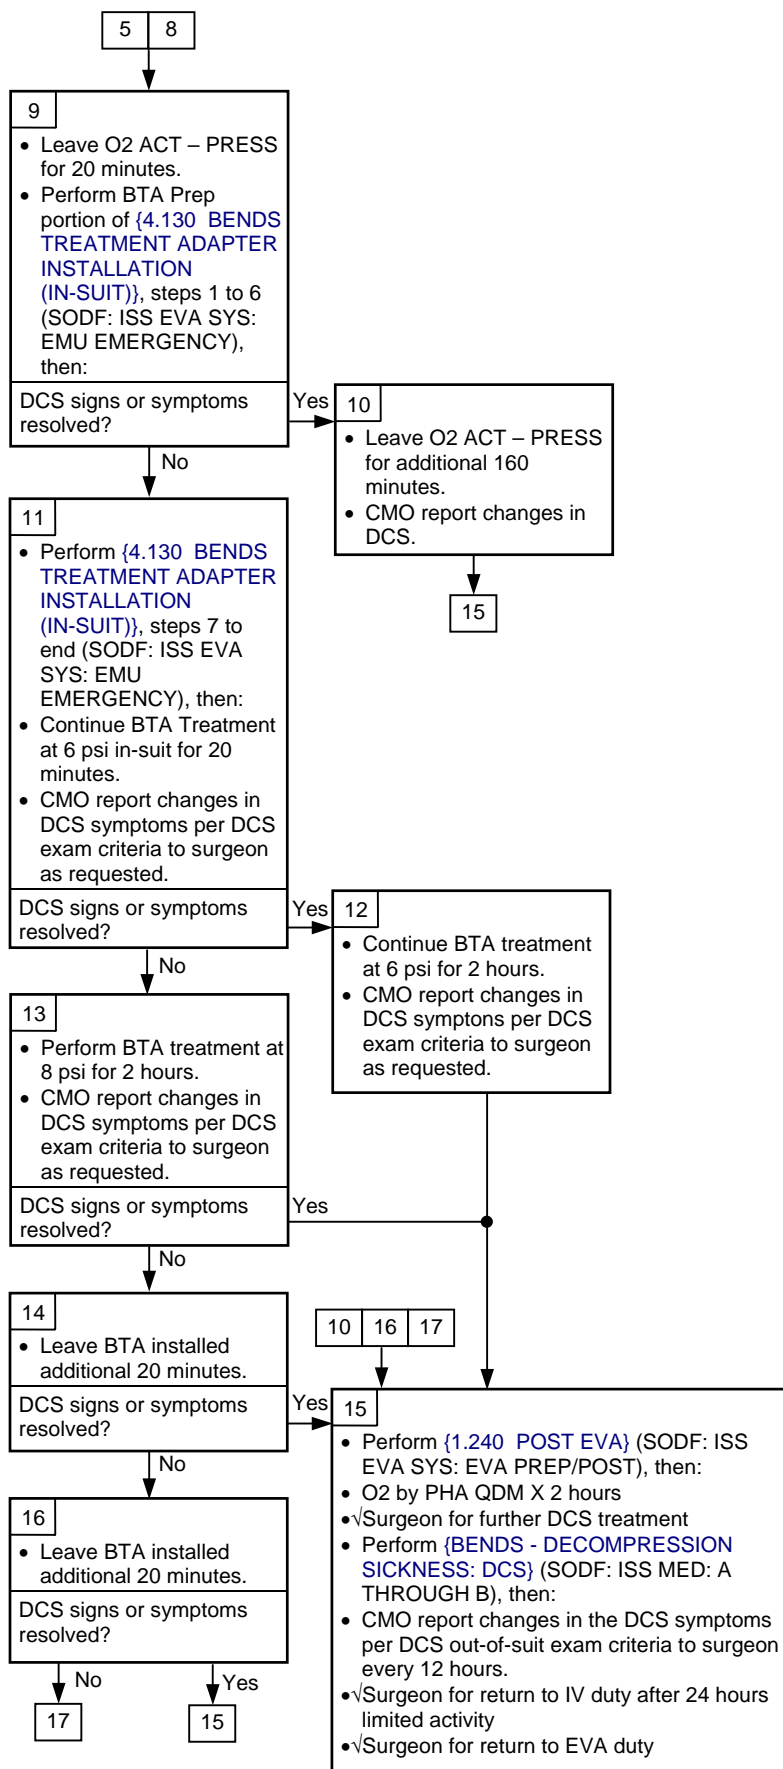 5 8
9
• Leave O2 ACT – PRESS
for 20 minutes.
• Perform BTA Prep
portion of {4.130 BENDS
TREATMENT ADAPTER
INSTALLATION
(IN-SUIT)}, steps 1 to 6
(SODF: ISS EVA SYS:
EMU EMERGENCY),
then:
DCS signs or symptoms
resolved?
Yes
No
10
• Leave O2 ACT – PRESS
for additional 160
minutes.
• CMO report changes in
DCS.
15
11
• Perform {4.130 BENDS
TREATMENT ADAPTER
INSTALLATION
(IN-SUIT)}, steps 7 to
end (SODF: ISS EVA
SYS: EMU
EMERGENCY), then:
• Continue BTA Treatment
at 6 psi in-suit for 20
minutes.
• CMO report changes in
DCS symptoms per DCS
exam criteria to surgeon
as requested.
DCS signs or symptoms
resolved?
Yes
No
12
• Continue BTA treatment
at 6 psi for 2 hours.
• CMO report changes in
DCS symptons per DCS
exam criteria to surgeon
as requested.
13
• Perform BTA treatment at
8 psi for 2 hours.
• CMO report changes in
DCS symptoms per DCS
exam criteria to surgeon
as requested.
DCS signs or symptoms
resolved?
Yes
No
14
• Leave BTA installed
additional 20 minutes.
DCS signs or symptoms
resolved?
Yes
No
10 16 17
15
• Perform {1.240 POST EVA} (SODF: ISS
EVA SYS: EVA PREP/POST), then:
• O2 by PHA QDM X 2 hours
•√Surgeon for further DCS treatment
• Perform {BENDS - DECOMPRESSION
SICKNESS: DCS} (SODF: ISS MED: A
THROUGH B), then:
• CMO report changes in the DCS symptoms
per DCS out-of-suit exam criteria to surgeon
every 12 hours.
•√Surgeon for return to IV duty after 24 hours
limited activity
•√Surgeon for return to EVA duty
16
• Leave BTA installed
additional 20 minutes.
DCS signs or symptoms
resolved?
No
Yes
17
15